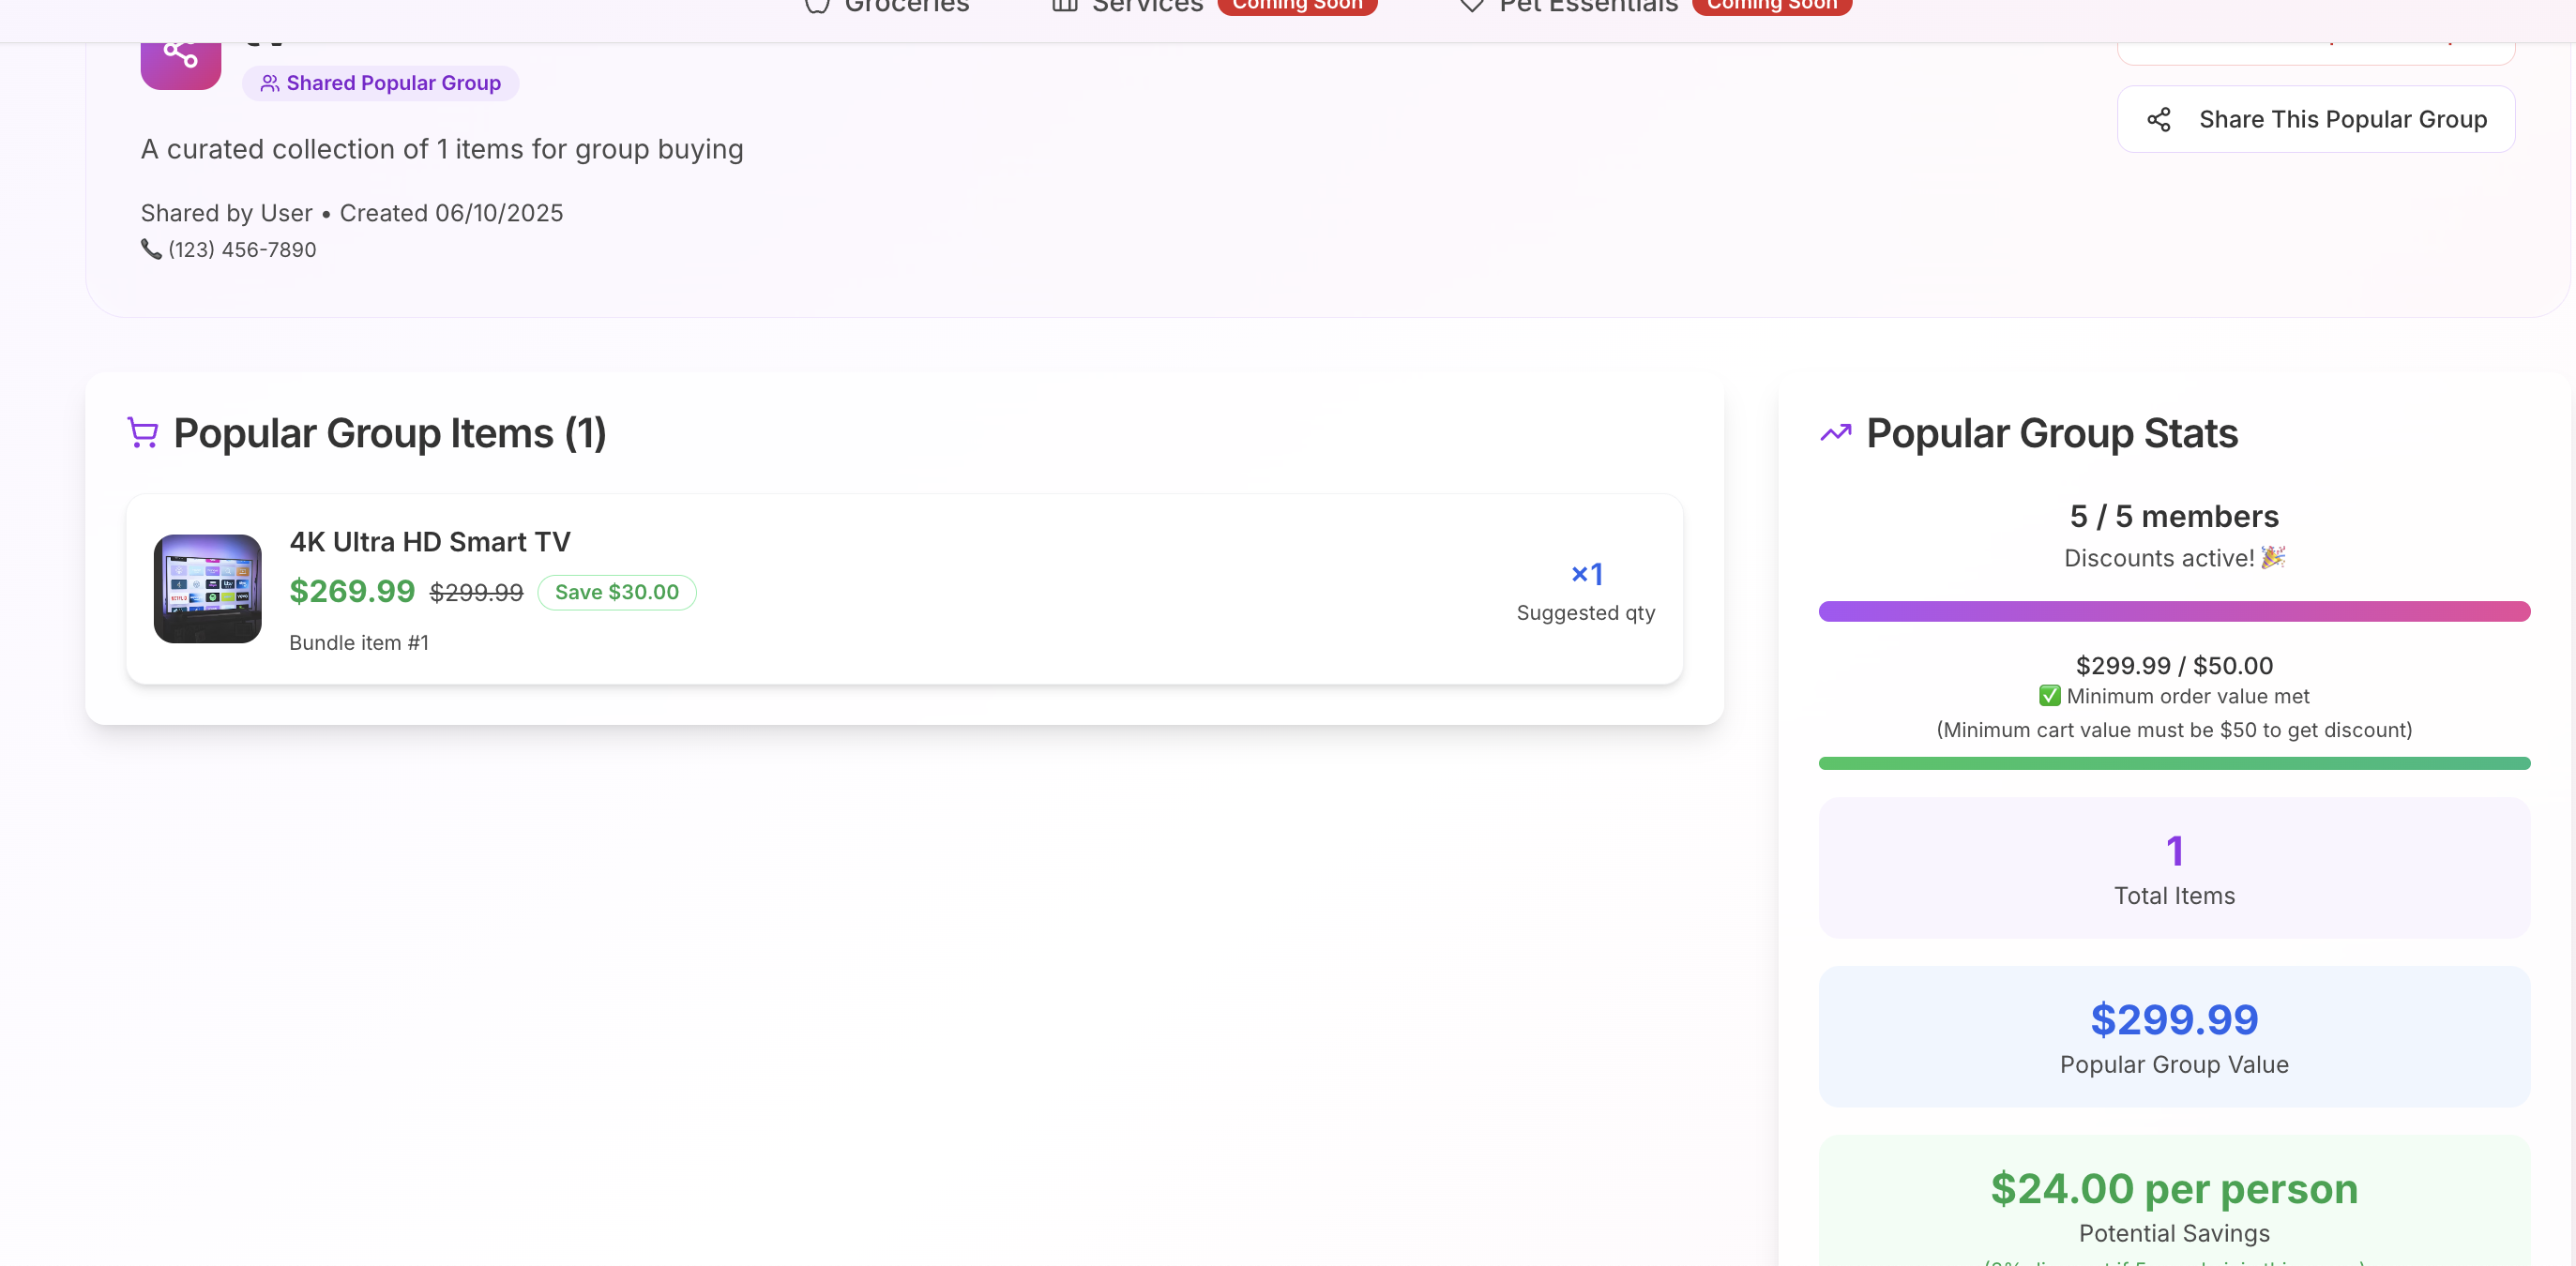 Groceries
Services Coming Soon
Pet Essentials Coming Soon
Shared Popular Group
Share This Popular Group
A curated collection of 1 items for group buying
Shared by User • Created 06/10/2025
📞 (123) 456-7890
Popular Group Items (1)
4K Ultra HD Smart TV
$269.99 $299.99 Save $30.00
Bundle item #1
×1
Suggested qty
Popular Group Stats
5 / 5 members
Discounts active! 🎉
$299.99 / $50.00
✅ Minimum order value met
(Minimum cart value must be $50 to get discount)
1
Total Items
$299.99
Popular Group Value
$24.00 per person
Potential Savings